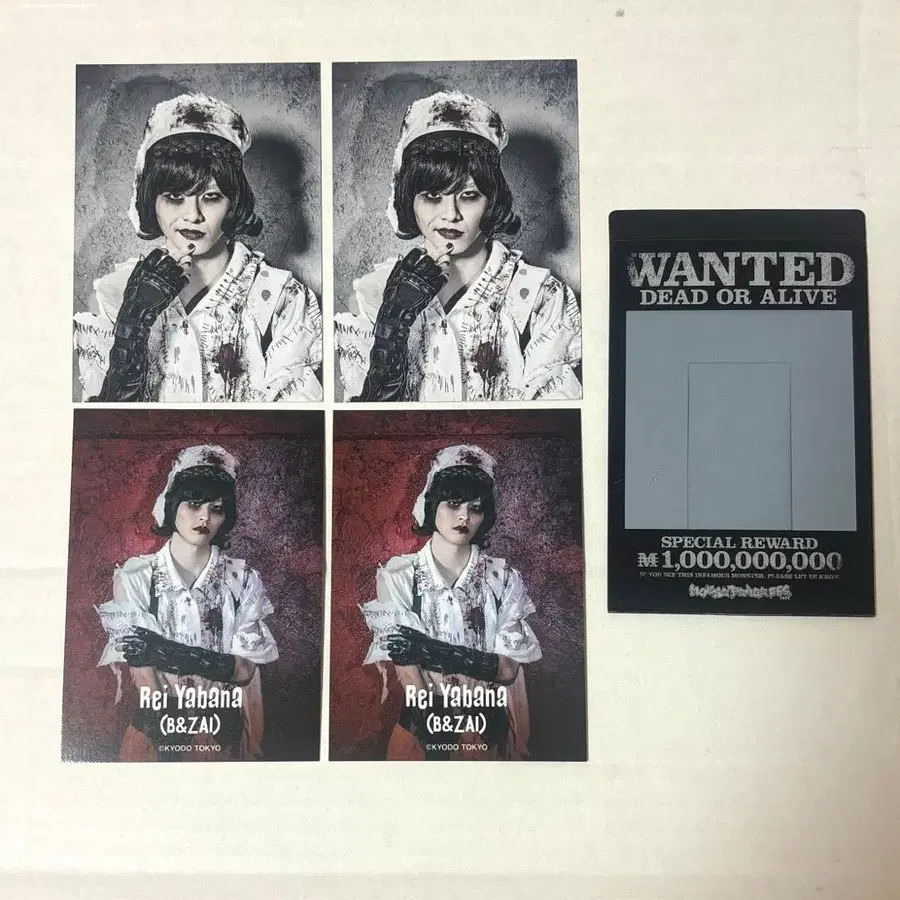 WANTED
DEAD OR ALIVE
SPECIAL REWARD
1,000,000,000
IF YOU SEE THIS INFAMOUS MONSTER, PLEASE LET US KNOW
Rei Yabana
(B&ZAI)
©KYODO TOKYO
Rei Yabana
(B&ZAI)
©KYODO TOKYO